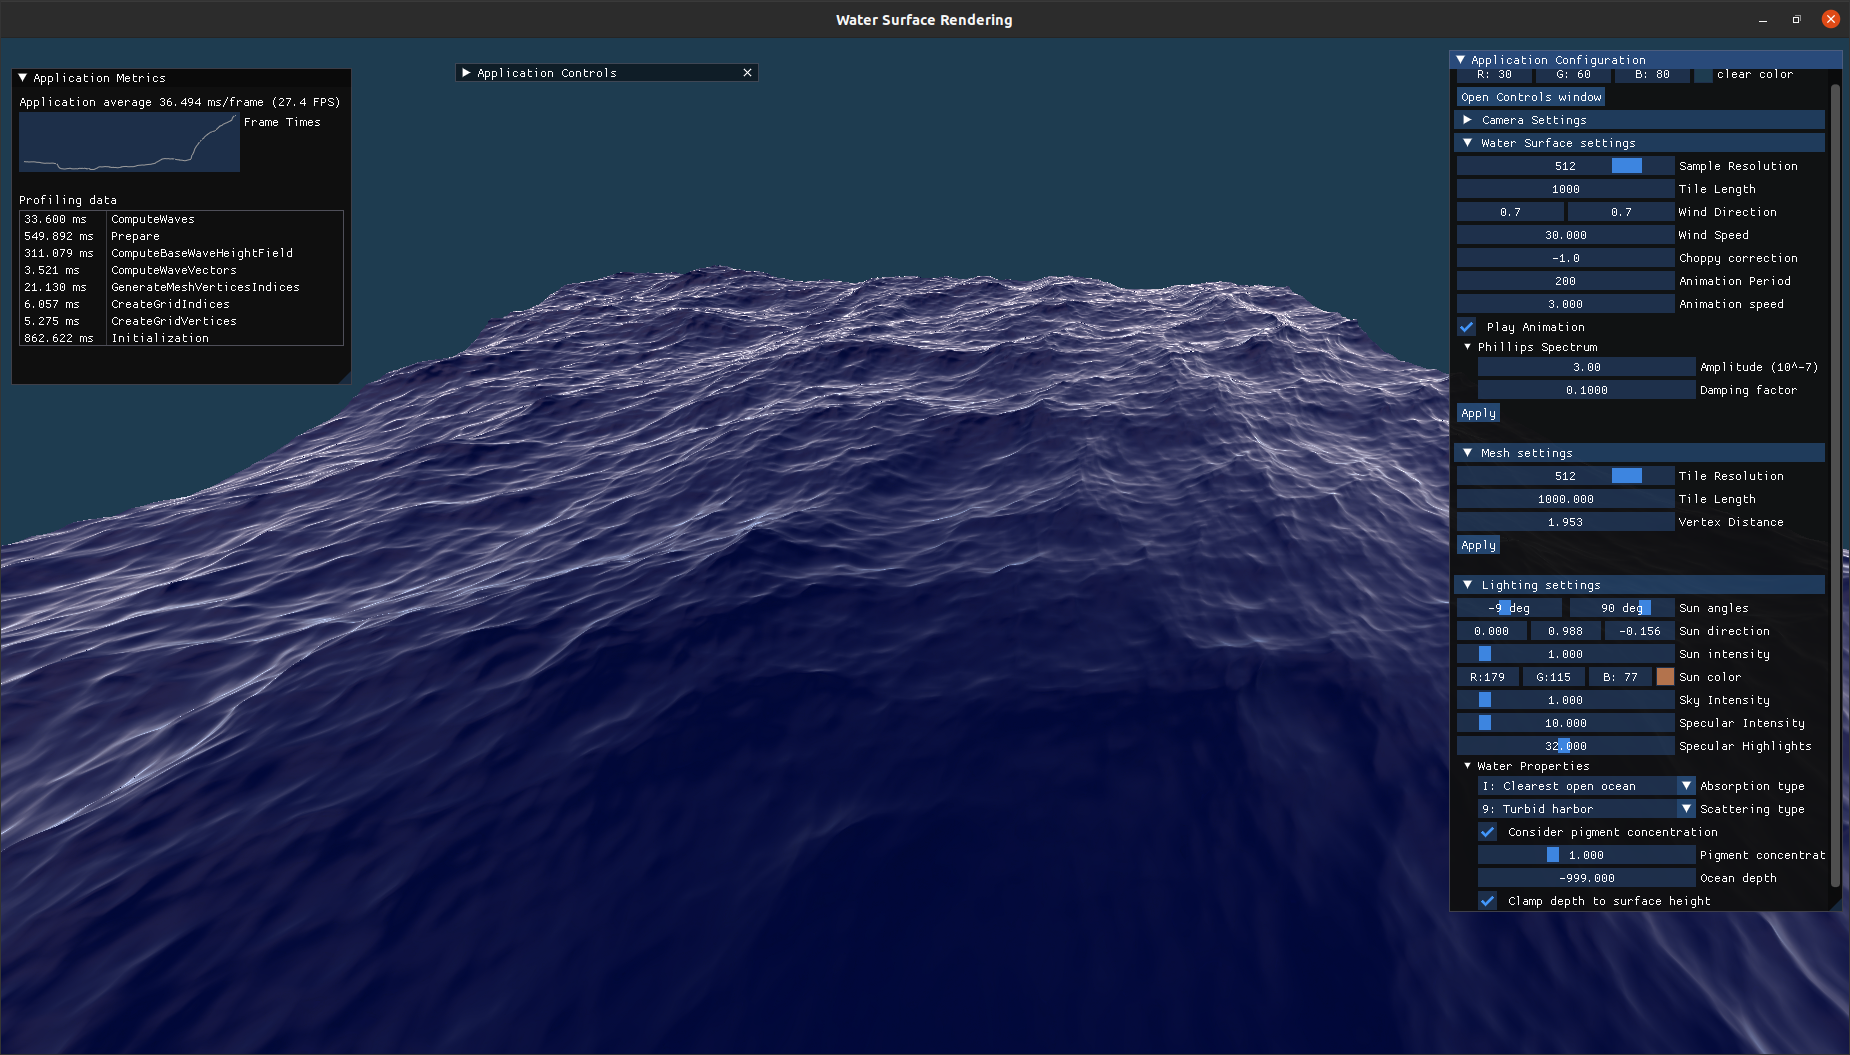 Water Surface Rendering
Application Metrics
Application average 36.494 ms/frame (27.4 FPS)
Frame Times
Profiling data
33.600 ms ComputeWaves
549.892 ms Prepare
311.079 ms ComputeBaseWaveHeightField
3.521 ms ComputeWaveVectors
21.130 ms GenerateMeshVerticesIndices
6.057 ms CreateGridIndices
5.275 ms CreateGridVertices
862.622 ms Initialization
Application Controls
Application Configuration
R: 30 G: 60 B: 80 clear color
Open Controls window
Camera Settings
Water Surface settings
512 Sample Resolution
1000 Tile Length
0.7 0.7 Wind Direction
30.000 Wind Speed
-1.0 Choppy correction
200 Animation Period
3.000 Animation speed
Play Animation
Phillips Spectrum
3.00 Amplitude (10^-7)
0.1000 Damping factor
Apply
Mesh settings
512 Tile Resolution
1000.000 Tile Length
1.953 Vertex Distance
Apply
Lighting settings
-9 deg 90 deg Sun angles
0.000 0.988 -0.156 Sun direction
1.000 Sun intensity
R:179 G:115 B: 77 Sun color
1.000 Sky Intensity
10.000 Specular Intensity
32.000 Specular Highlights
Water Properties
I: Clearest open ocean Absorption type
9: Turbid harbor Scattering type
Consider pigment concentration
1.000 Pigment concentrat
-999.000 Ocean depth
Clamp depth to surface height